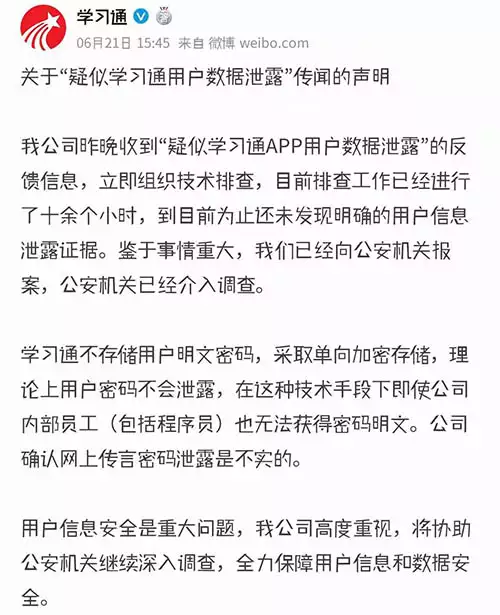 学习通
06月21日 15:45 来自 微博 weibo.com
关于“疑似学习通用户数据泄露”传闻的声明
我公司昨晚收到“疑似学习通APP用户数据泄露”的反
馈信息，立即组织技术排查，目前排查工作已经进行
了十余个小时，到目前为止还未发现明确的用户信息
泄露证据。鉴于事情重大，我们已经向公安机关报
案，公安机关已经介入调查。
学习通不存储用户明文密码，采取单向加密存储，理
论上用户密码不会泄露，在这种技术手段下即使公司
内部员工（包括程序员）也无法获得密码明文。公司
确认网上传言密码泄露是不实的。
用户信息安全是重大问题，我公司高度重视，将协助
公安机关继续深入调查，全力保障用户信息和数据安
全。